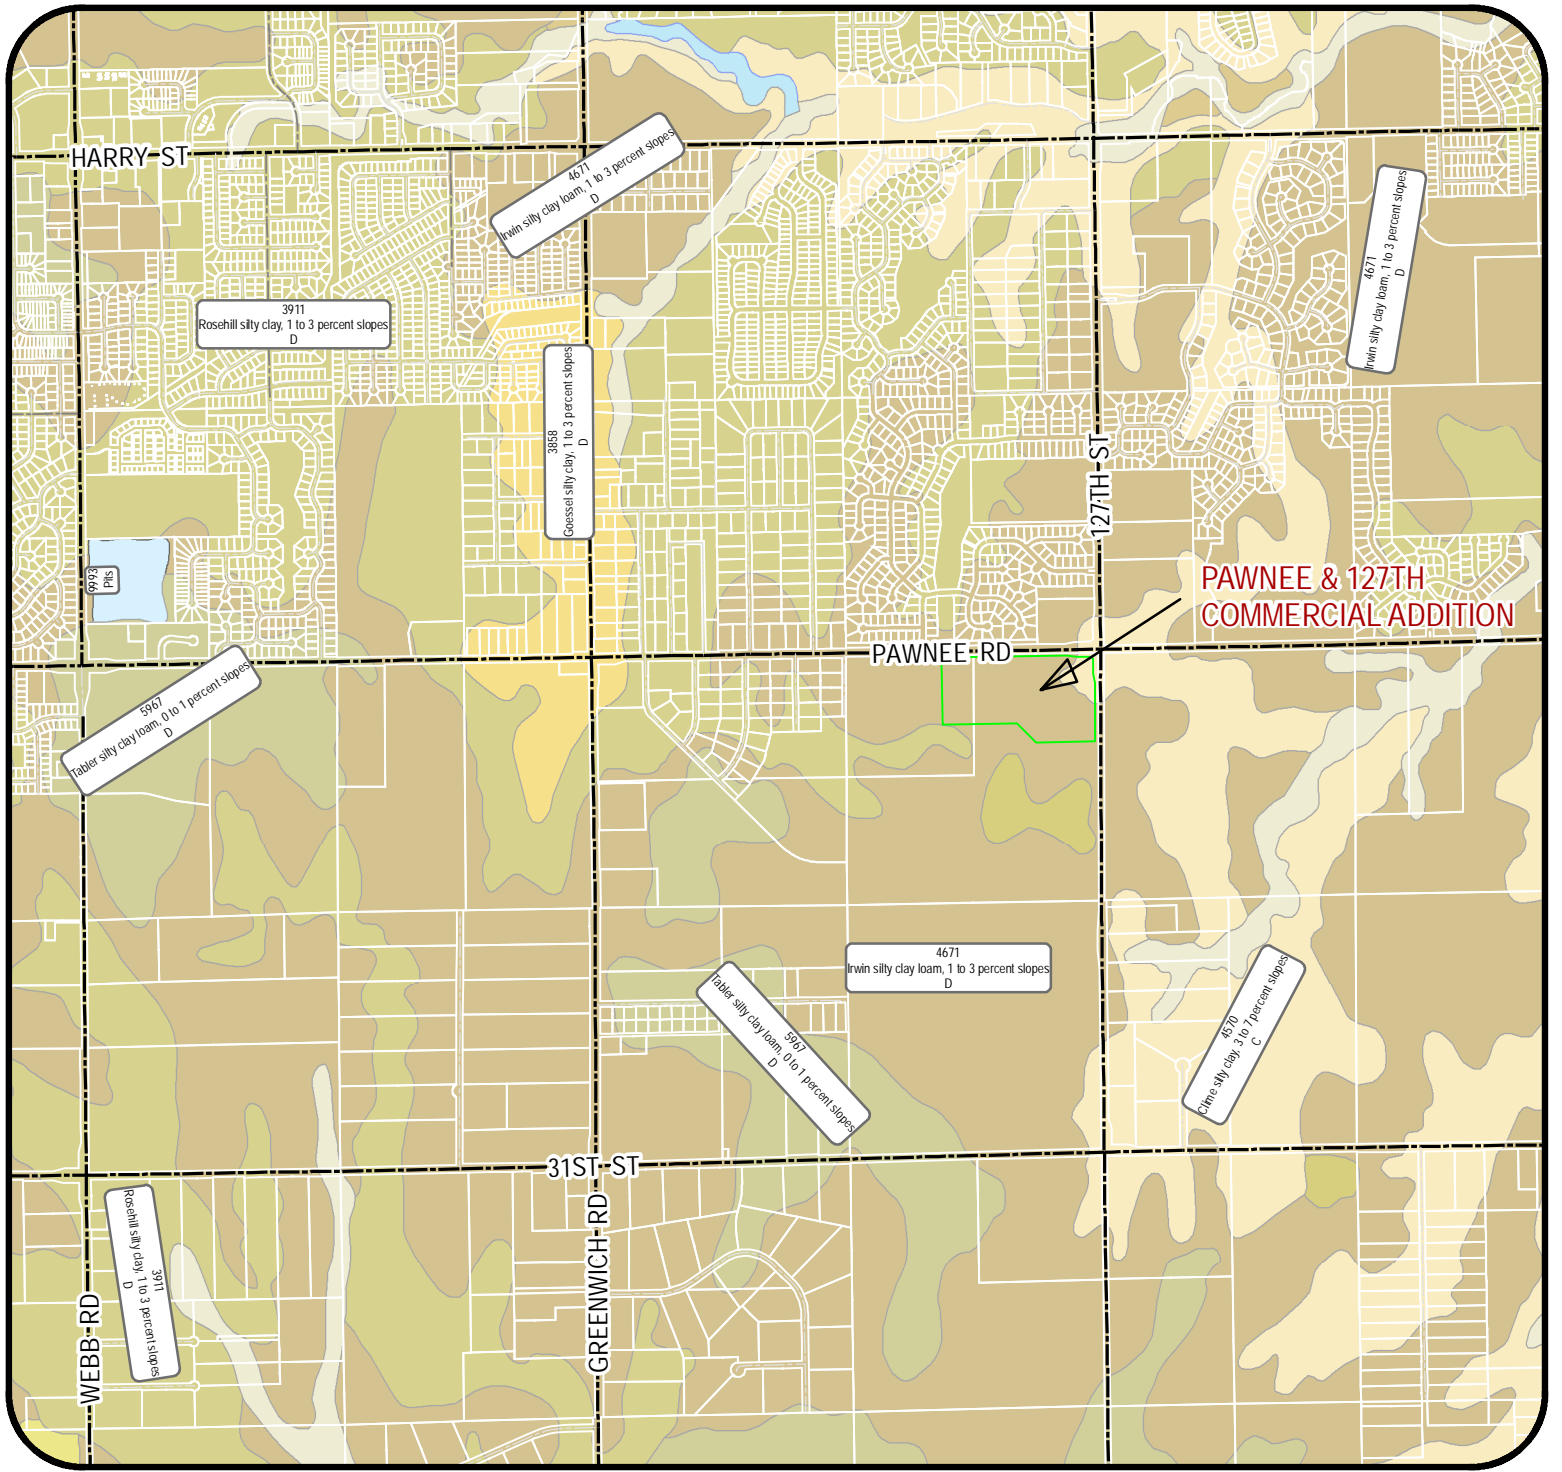 HARRY ST
4671
Irwin silty clay loam, 1 to 3 percent slopes
D
4671
Irwin silty clay loam, 1 to 3 percent slopes
D
3911
Rosehill silty clay, 1 to 3 percent slopes
D
3858
Goessel silty clay, 1 to 3 percent slopes
D
127TH ST
9993
Pits
PAWNEE & 127TH
COMMERCIAL ADDITION
PAWNEE RD
5967
Tabler silty clay loam, 0 to 1 percent slopes
D
4671
Irwin silty clay loam, 1 to 3 percent slopes
D
5967
Tabler silty clay loam, 0 to 1 percent slopes
D
4570
Clime silty clay, 3 to 7 percent slopes
C
31ST ST
3911
Rosehill silty clay, 1 to 3 percent slopes
D
WEBB RD
GREENWICH RD